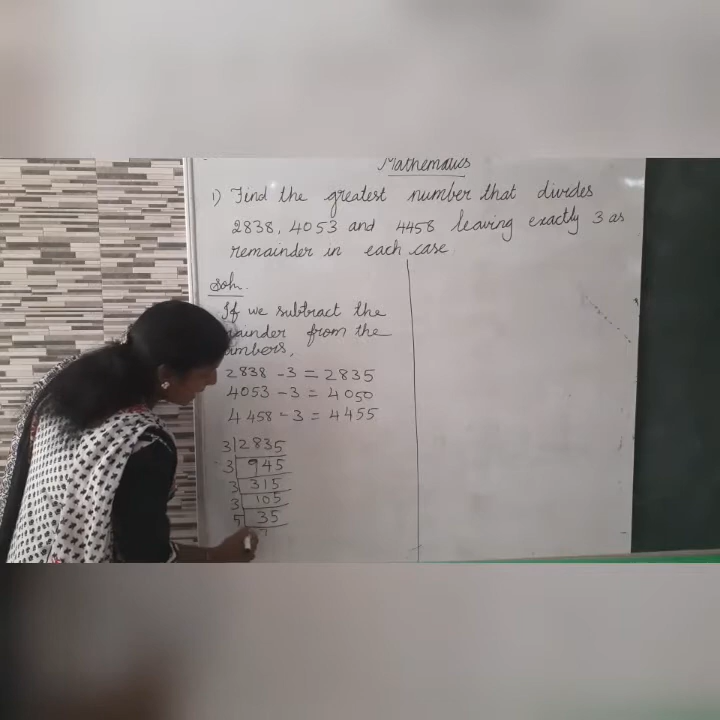 Mathematics
1) Find the greatest number that divides
2838, 4053 and 4458 leaving exactly 3 as
remainder in each case
Soln.
If we subtract the
from the
2838 - 3 = 2835
4053 - 3 = 4050
4458 - 3 = 4455
3 | 2835
3 | 945
3 | 315
3 | 105
5 | 35